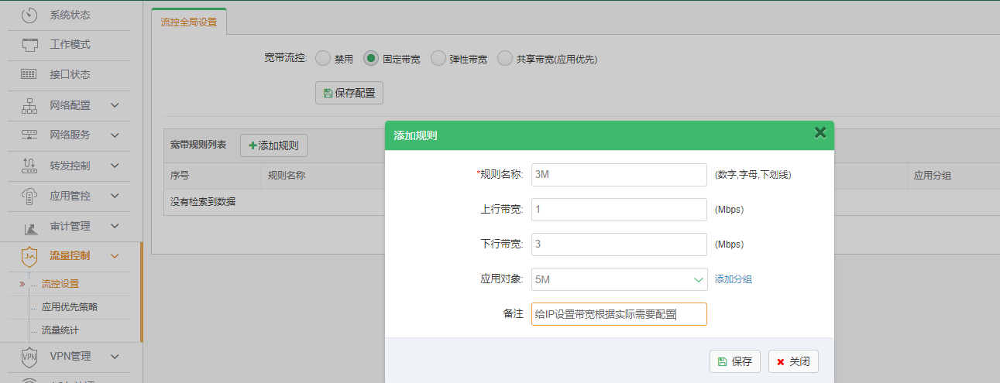 系统状态
工作模式
接口状态
网络配置
网络服务
转发控制
应用管控
审计管理
流量控制
流控设置
应用优先策略
流量统计
VPN管理
流控全局设置
宽带流控: 禁用 固定带宽 弹性带宽 共享带宽(应用优先)
保存配置
宽带规则列表 添加规则
序号 规则名称 应用分组
没有检索到数据
添加规则
*规则名称: 3M (数字,字母,下划线)
上行带宽: 1 (Mbps)
下行带宽: 3 (Mbps)
应用对象: 5M 添加分组
备注 给IP设置带宽根据实际需要配置
保存 关闭